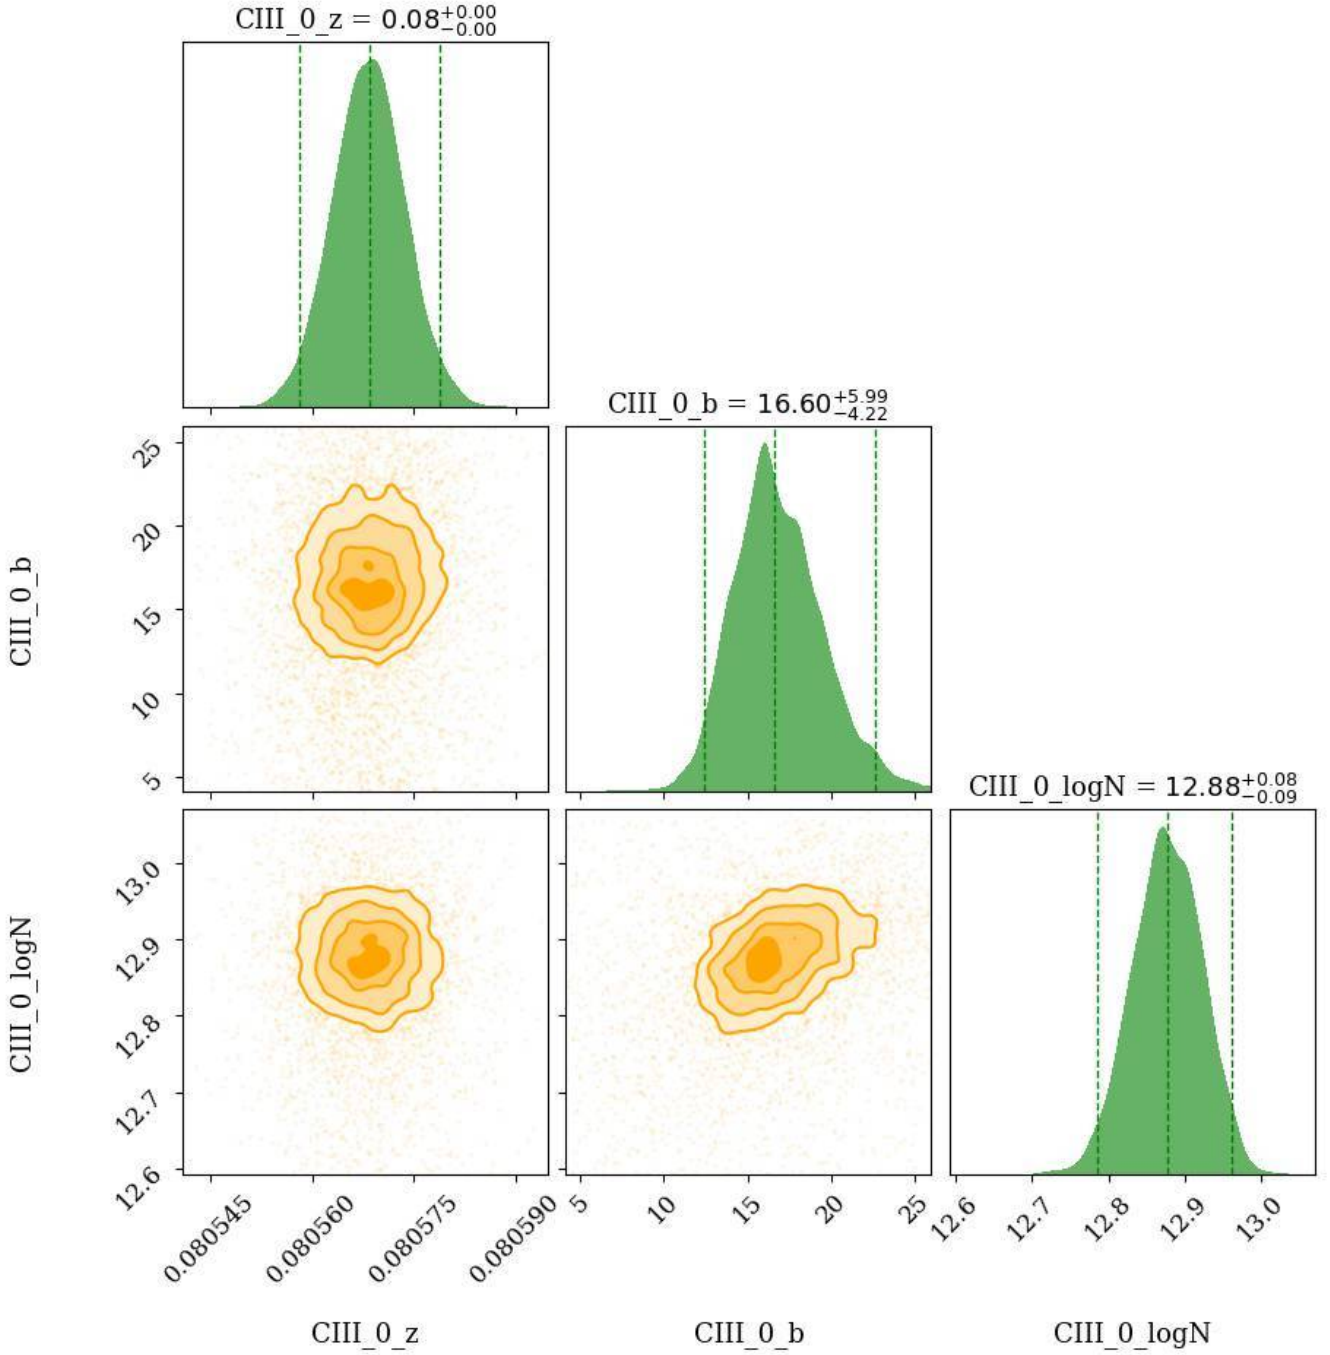 CIII_0_z = 0.08+0.00 −0.00
CIII_0_b = 16.60+5.99 −4.22
CIII_0_logN = 12.88+0.08 −0.09
CIII_0_b
25
20
15
10
5
CIII_0_logN
13.0
12.9
12.8
12.7
12.6
0.080545 0.080560 0.080575 0.080590 5 10 15 20 25 12.6 12.7 12.8 12.9 13.0
CIII_0_z CIII_0_b CIII_0_logN